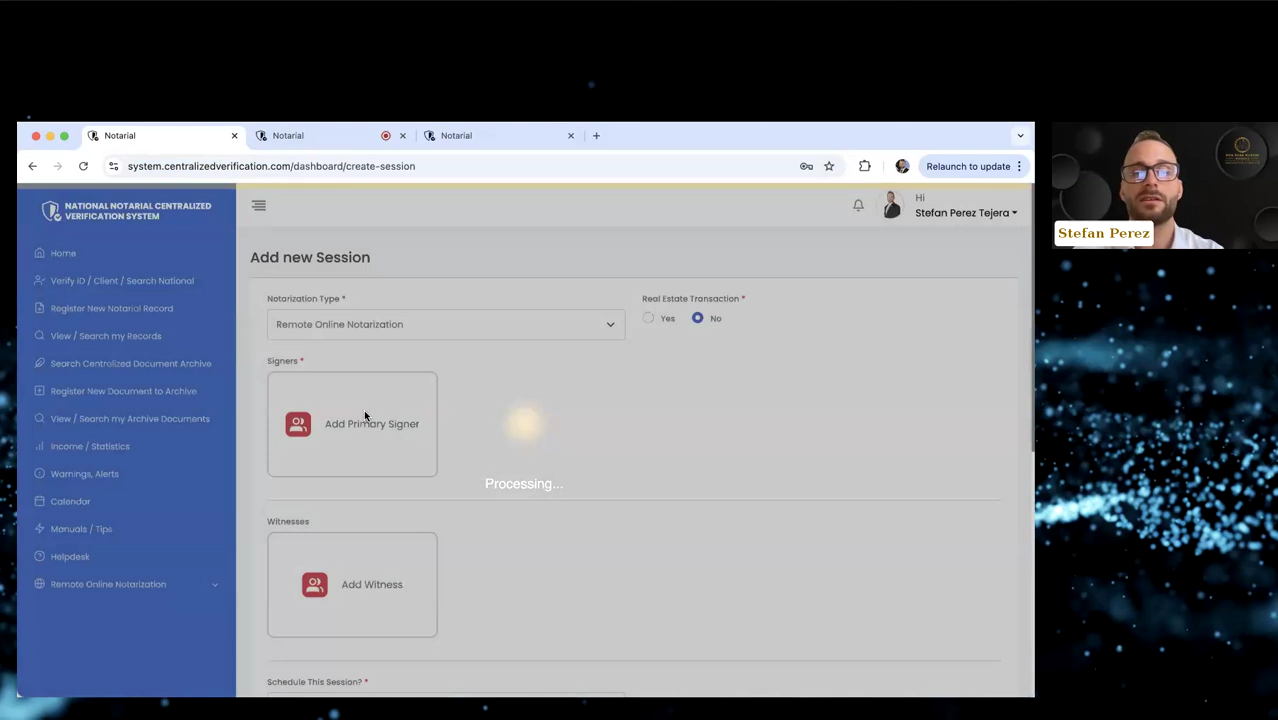 Notarial
Notarial
Notarial
system.centralizedverification.com/dashboard/create-session
Relaunch to update
NATIONAL NOTARIAL CENTRALIZED
VERIFICATION SYSTEM
Hi
Stefan Perez Tejera
Home
Verify ID / Client / Search National
Register New Notarial Record
View / Search my Records
Search Centralized Document Archive
Register New Document to Archive
View / Search my Archive Documents
Income / Statistics
Warnings, Alerts
Calendar
Manuals / Tips
Helpdesk
Remote Online Notarization
Add new Session
Notarization Type *
Remote Online Notarization
Real Estate Transaction *
Yes
No
Signers *
Add Primary Signer
Processing...
Witnesses
Add Witness
Schedule This Session? *
Stefan Perez